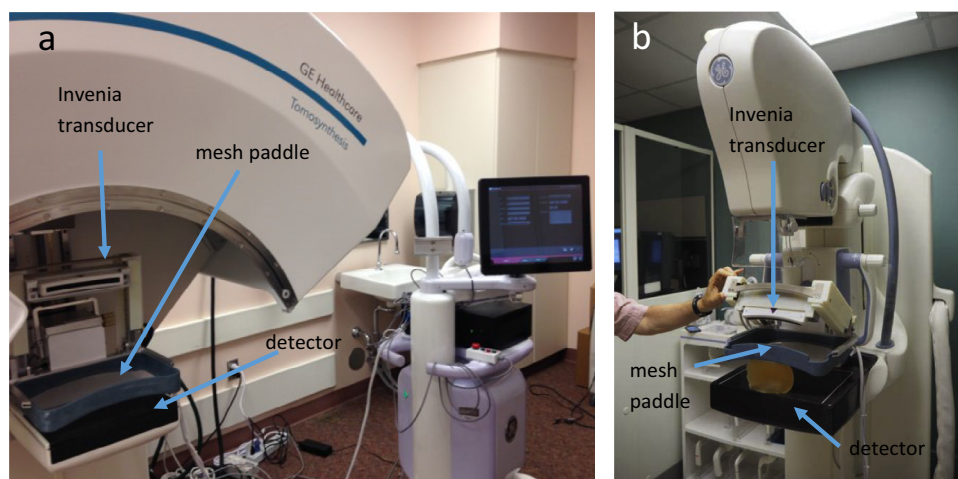 a
GE Healthcare
Tomosynthesis
Invenia
transducer
mesh paddle
detector
b
Invenia
transducer
mesh
paddle
detector